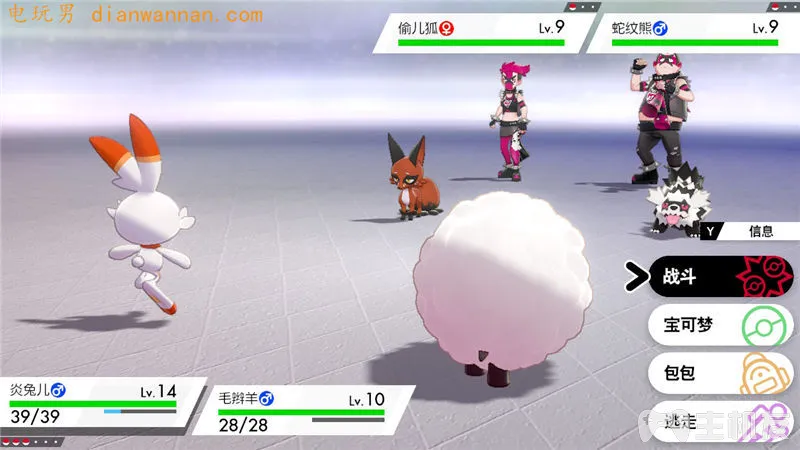 电玩男 dianwannan.com
偷儿狐♀ Lv.9
蛇纹熊♂ Lv.9
Y 信息
战斗
宝可梦
包包
逃走
炎兔儿♂ Lv.14
39/39
毛辫羊♂ Lv.10
28/28